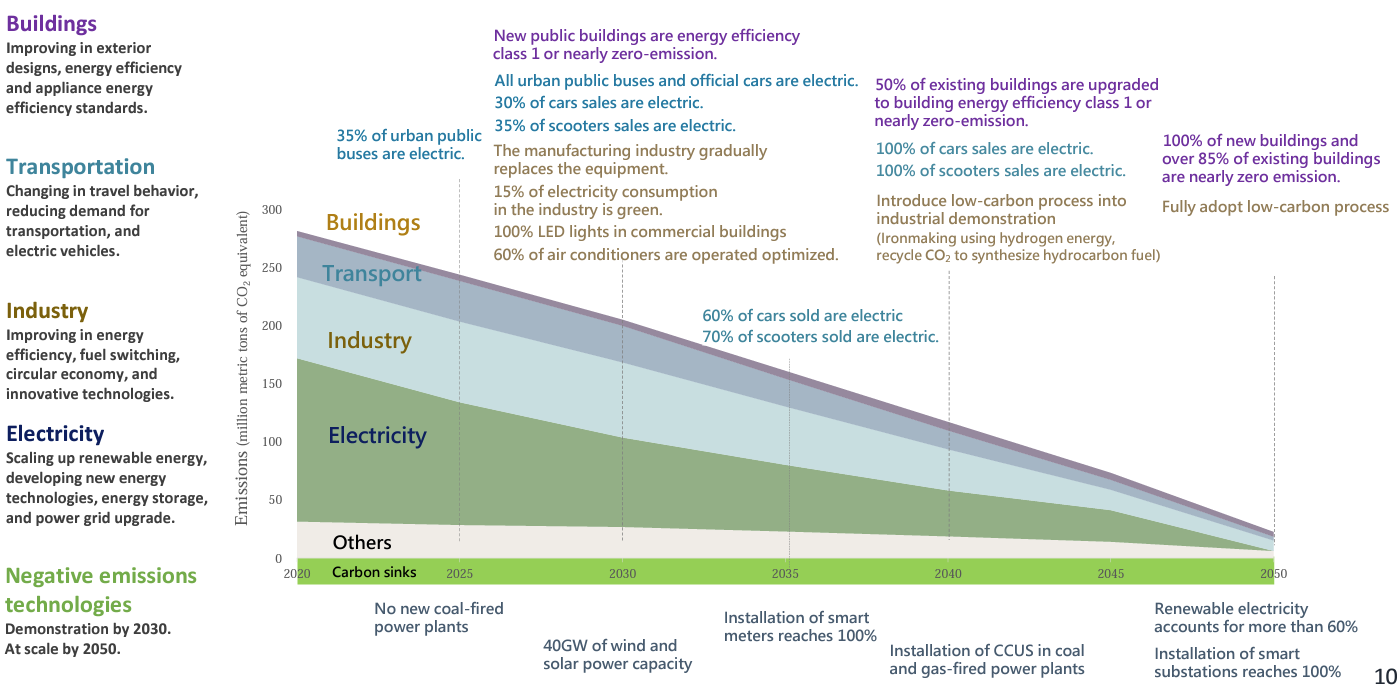 Buildings
Improving in exterior
designs, energy efficiency
and appliance energy
efficiency standards.
Transportation
Changing in travel behavior,
reducing demand for
transportation, and
electric vehicles.
Industry
Improving in energy
efficiency, fuel switching,
circular economy, and
innovative technologies.
Electricity
Scaling up renewable energy,
developing new energy
technologies, energy storage,
and power grid upgrade.
Negative emissions
technologies
Demonstration by 2030.
At scale by 2050.
35% of urban public
buses are electric.
New public buildings are energy efficiency
class 1 or nearly zero-emission.
All urban public buses and official cars are electric.
30% of cars sales are electric.
35% of scooters sales are electric.
The manufacturing industry gradually
replaces the equipment.
15% of electricity consumption
in the industry is green.
100% LED lights in commercial buildings
60% of air conditioners are operated optimized.
60% of cars sold are electric
70% of scooters sold are electric.
50% of existing buildings are upgraded
to building energy efficiency class 1 or
nearly zero-emission.
100% of cars sales are electric.
100% of scooters sales are electric.
Introduce low-carbon process into
industrial demonstration
(Ironmaking using hydrogen energy,
recycle CO₂ to synthesize hydrocarbon fuel)
100% of new buildings and
over 85% of existing buildings
are nearly zero emission.
Fully adopt low-carbon process
Emissions (million metric tons of CO₂ equivalent)
300
250
200
150
100
50
0
Buildings
Transport
Industry
Electricity
Others
Carbon sinks
2020
2025
2030
2035
2040
2045
2050
No new coal-fired
power plants
40GW of wind and
solar power capacity
Installation of smart
meters reaches 100%
Installation of CCUS in coal
and gas-fired power plants
Renewable electricity
accounts for more than 60%
Installation of smart
substations reaches 100%
10